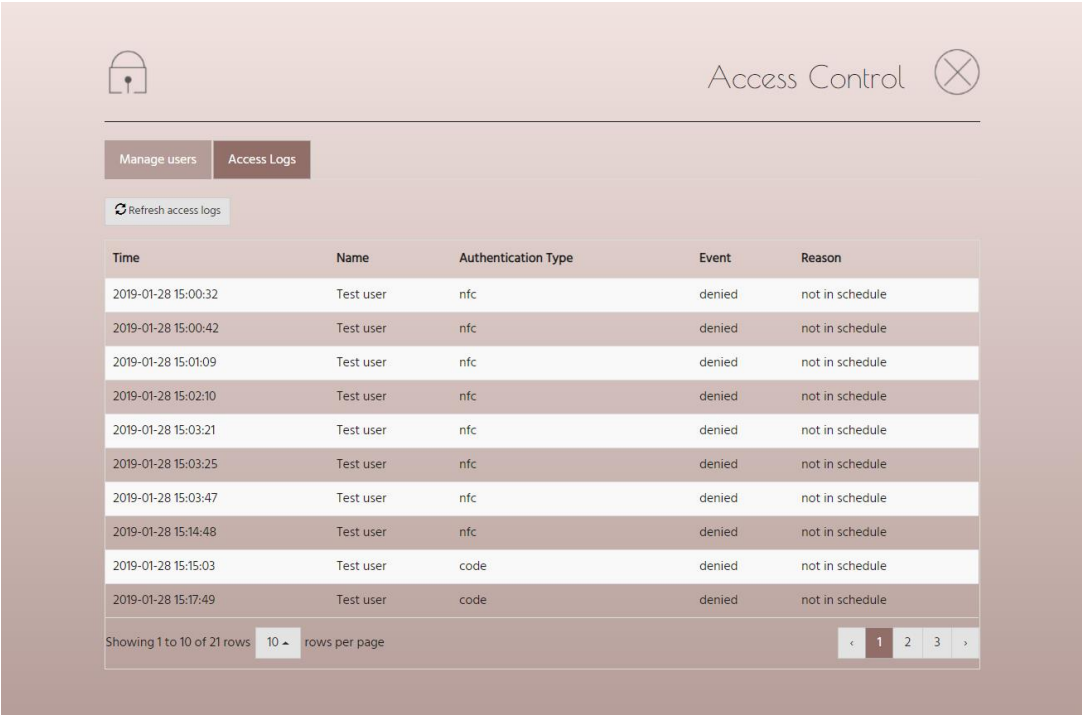 Access Control
Manage users Access Logs
Refresh access logs
Time Name Authentication Type Event Reason
2019-01-28 15:00:32 Test user nfc denied not in schedule
2019-01-28 15:00:42 Test user nfc denied not in schedule
2019-01-28 15:01:09 Test user nfc denied not in schedule
2019-01-28 15:02:10 Test user nfc denied not in schedule
2019-01-28 15:03:21 Test user nfc denied not in schedule
2019-01-28 15:03:25 Test user nfc denied not in schedule
2019-01-28 15:03:47 Test user nfc denied not in schedule
2019-01-28 15:14:48 Test user nfc denied not in schedule
2019-01-28 15:15:03 Test user code denied not in schedule
2019-01-28 15:17:49 Test user code denied not in schedule
Showing 1 to 10 of 21 rows 10 rows per page ‹ 1 2 3 ›